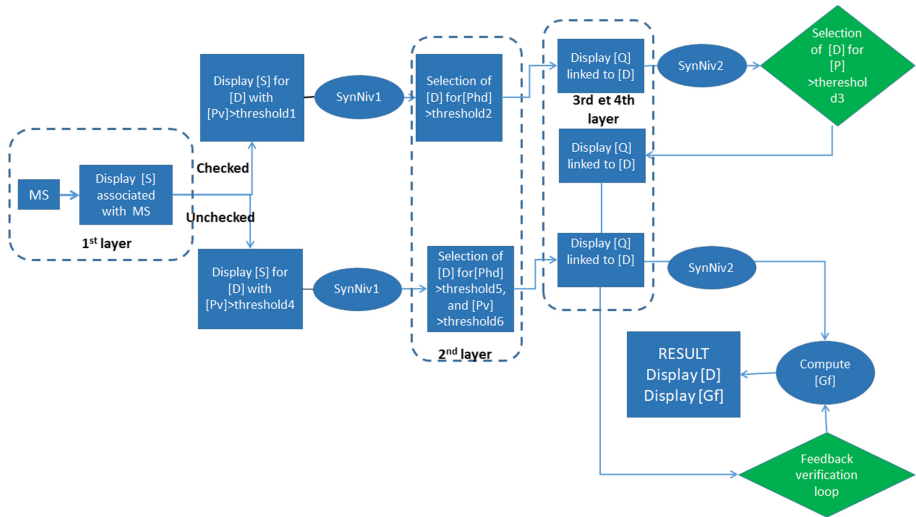 MS
Display [S]
associated
with MS
1st layer
Checked
Unchecked
Display [S] for
[D] with
[Pv]>threshold1
SynNiv1
Selection of
[D] for[Phd]
>threshold2
Display [Q]
linked to [D]
3rd et 4th
layer
SynNiv2
Selection
of [D] for
[P]
>thereshol
d3
Display [Q]
linked to [D]
Display [S] for
[D] with
[Pv]>threshold4
SynNiv1
Selection of
[D] for[Phd]
>threshold5,
and [Pv]
>threshold6
2nd layer
Display [Q]
linked to [D]
SynNiv2
Compute
[Gf]
RESULT
Display [D]
Display [Gf]
Feedback
verification
loop